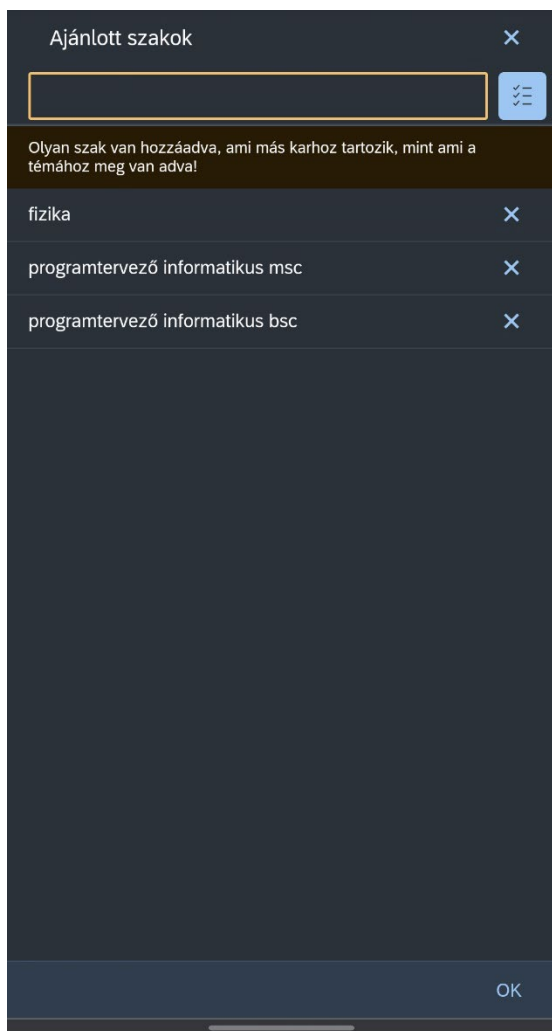 Ajánlott szakok
Olyan szak van hozzáadva, ami más karhoz tartozik, mint ami a
témához meg van adva!
fizika
programtervező informatikus msc
programtervező informatikus bsc
OK